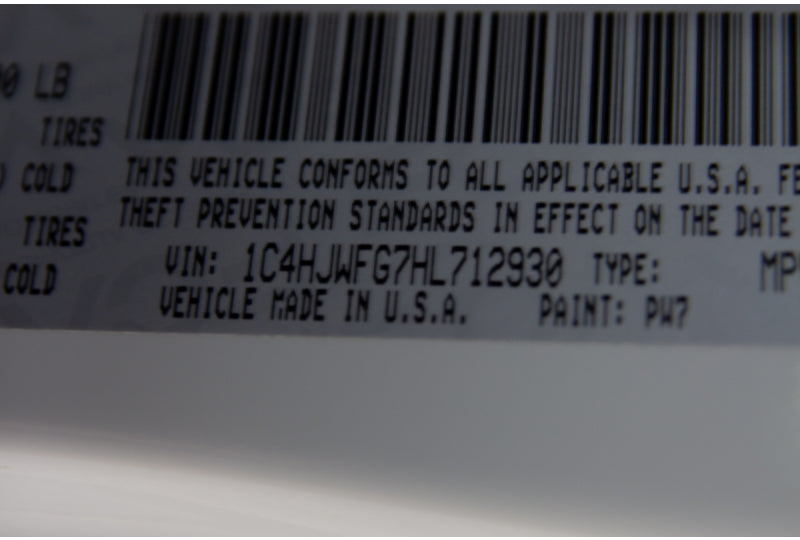 0 LB
TIRES
COLD
TIRES
COLD
THIS VEHICLE CONFORMS TO ALL APPLICABLE U.S.A. FE
THEFT PREVENTION STANDARDS IN EFFECT ON THE DATE
VIN: 1C4HJWFG7HL712930 TYPE: MP
VEHICLE MADE IN U.S.A. PAINT: PW7